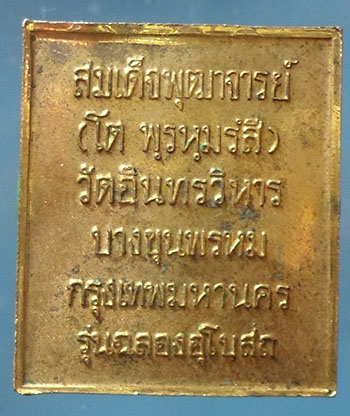 สมเด็จพุฒาจารย์
(โต พฺรหฺมรํสี)
วัดอินทรวิหาร
บางขุนพรหม
กรุงเทพมหานคร
รุ่นฉลองอุโบสถ